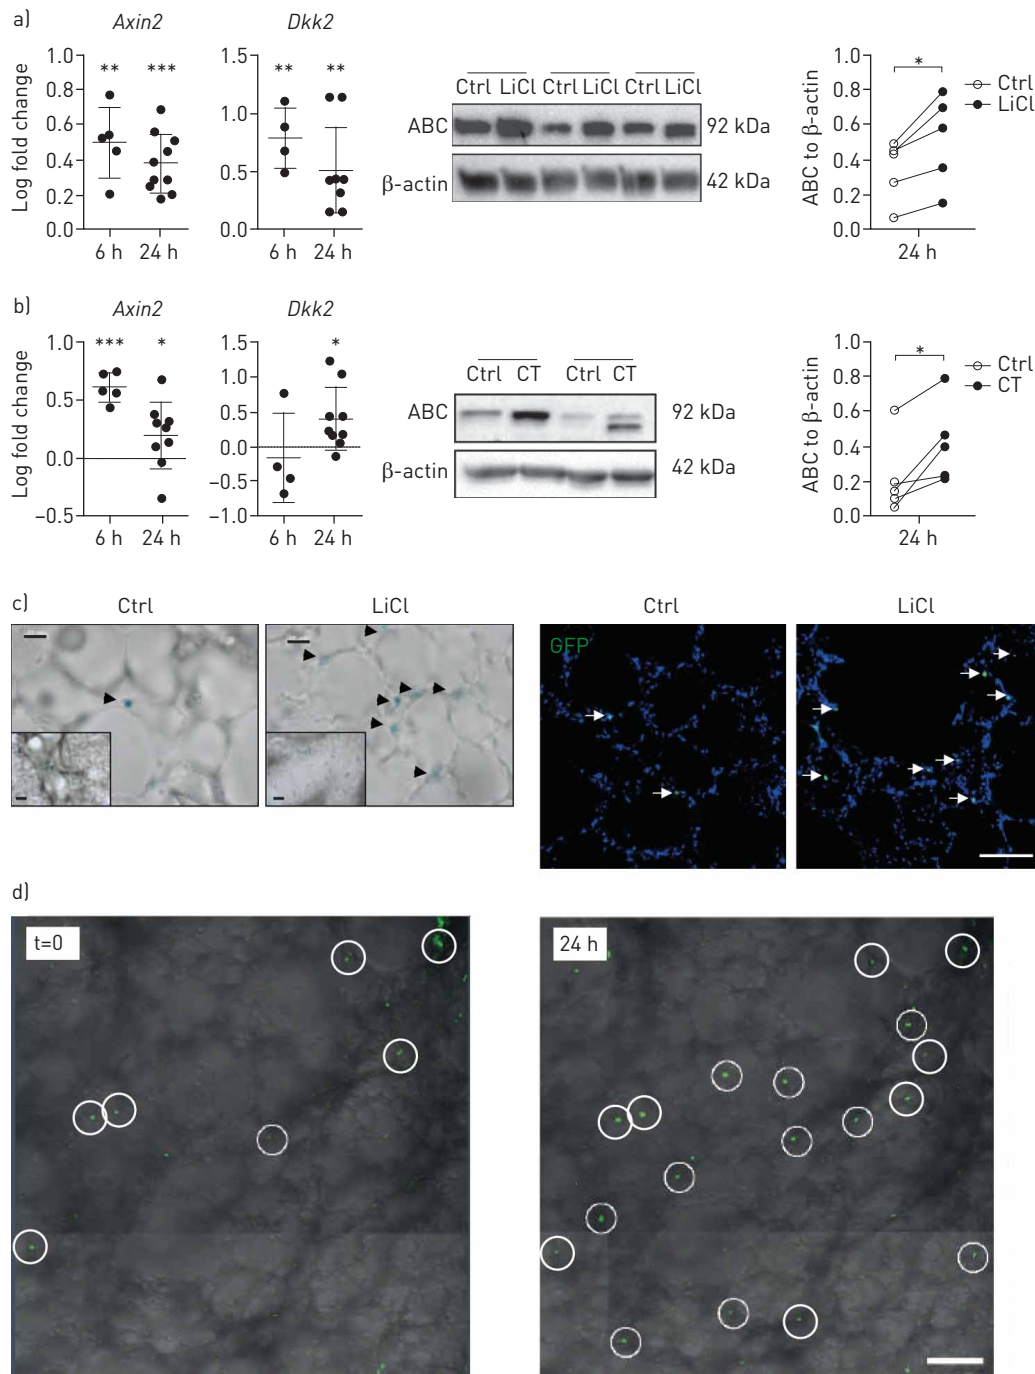 a)
Axin2
Dkk2
Log fold change
1.0
0.8
0.6
0.4
0.2
0.0
** ***
6 h 24 h
1.5
1.0
0.5
0.0
** **
6 h 24 h
Ctrl LiCl Ctrl LiCl Ctrl LiCl
ABC 92 kDa
β-actin 42 kDa
ABC to β-actin
1.0
0.8
0.6
0.4
0.2
0.0
*
24 h
Ctrl
LiCl
b)
Axin2
Dkk2
Log fold change
1.0
0.5
0.0
–0.5
*** *
6 h 24 h
1.5
1.0
0.5
0.0
–0.5
–1.0
*
6 h 24 h
Ctrl CT Ctrl CT
ABC 92 kDa
β-actin 42 kDa
ABC to β-actin
1.0
0.8
0.6
0.4
0.2
0.0
*
24 h
Ctrl
CT
c)
Ctrl LiCl Ctrl LiCl
GFP
d)
t=0
24 h